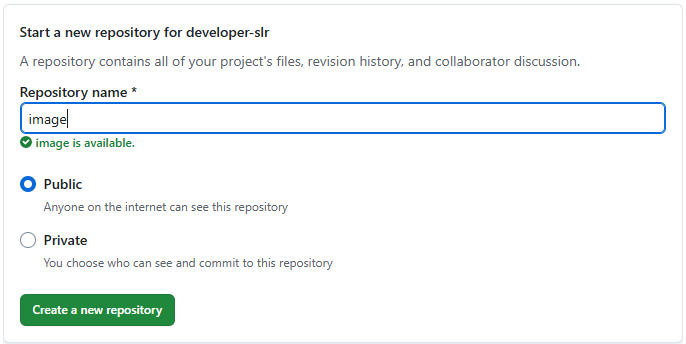 Start a new repository for developer-slr
A repository contains all of your project's files, revision history, and collaborator discussion.
Repository name *
image
image is available.
Public
Anyone on the internet can see this repository
Private
You choose who can see and commit to this repository
Create a new repository